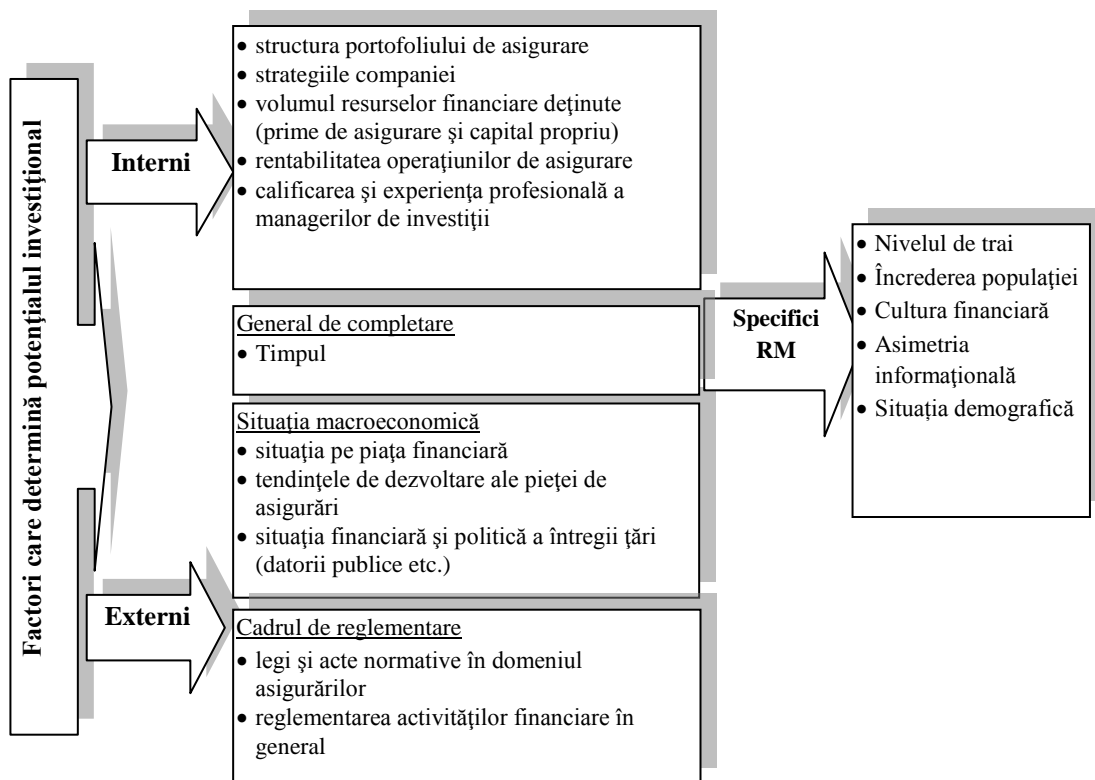 Factori care determină potenţialul investiţional
Interni
• structura portofoliului de asigurare
• strategiile companiei
• volumul resurselor financiare deţinute
(prime de asigurare și capital propriu)
• rentabilitatea operaţiunilor de asigurare
• calificarea şi experienţa profesională a
managerilor de investiţii
General de completare
• Timpul
Situaţia macroeconomică
• situaţia pe piaţa financiară
• tendinţele de dezvoltare ale pieţei de
asigurări
• situaţia financiară şi politică a întregii ţări
(datorii publice etc.)
Externi
Cadrul de reglementare
• legi şi acte normative în domeniul
asigurărilor
• reglementarea activităţilor financiare în
general
Specifici
RM
• Nivelul de trai
• Încrederea populaţiei
• Cultura financiară
• Asimetria
informaţională
• Situația demografică